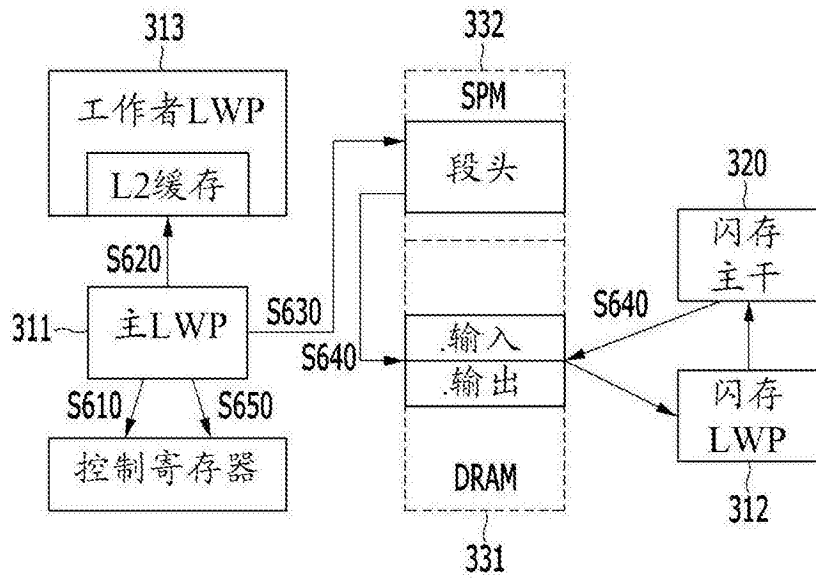 313
工作者LWP
L2缓存
S620
311
主LWP
S630
S610
S650
控制寄存器
332
SPM
段头
S640
.输入
.输出
DRAM
331
320
闪存
主干
S640
闪存
LWP
312